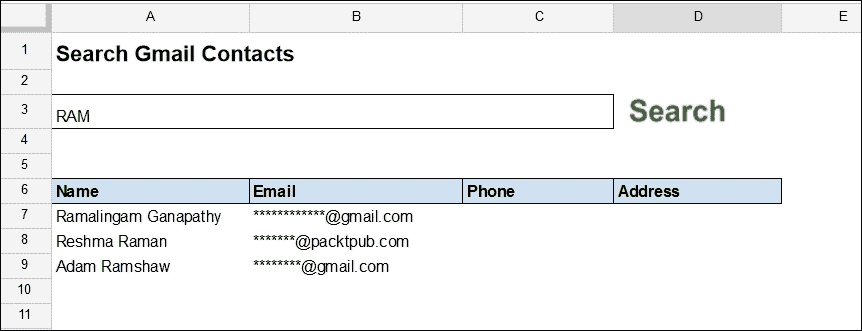 A B C D E
1 Search Gmail Contacts
2
3 RAM Search
4
5
6 Name Email Phone Address
7 Ramalingam Ganapathy ************@gmail.com
8 Reshma Raman *******@packtpub.com
9 Adam Ramshaw ********@gmail.com
10
11